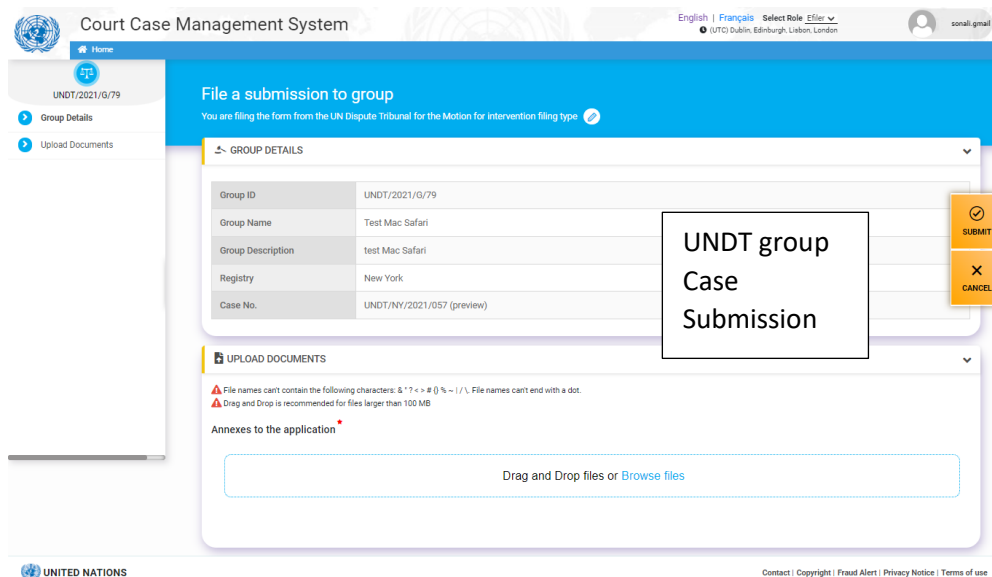 Court Case Management System
English | Français Select Role Efiler
(UTC) Dublin, Edinburgh, Lisbon, London
sonali.gmail
Home
UNDT/2021/G/79
Group Details
Upload Documents
File a submission to group
You are filing the form from the UN Dispute Tribunal for the Motion for intervention filing type
GROUP DETAILS
Group ID UNDT/2021/G/79
Group Name Test Mac Safari
Group Description test Mac Safari
Registry New York
Case No. UNDT/NY/2021/057 (preview)
UNDT group
Case
Submission
SUBMIT
CANCEL
UPLOAD DOCUMENTS
File names can't contain the following characters: & " ? < > # {} % ~ | / \. File names can't end with a dot.
Drag and Drop is recommended for files larger than 100 MB
Annexes to the application *
Drag and Drop files or Browse files
UNITED NATIONS
Contact | Copyright | Fraud Alert | Privacy Notice | Terms of use